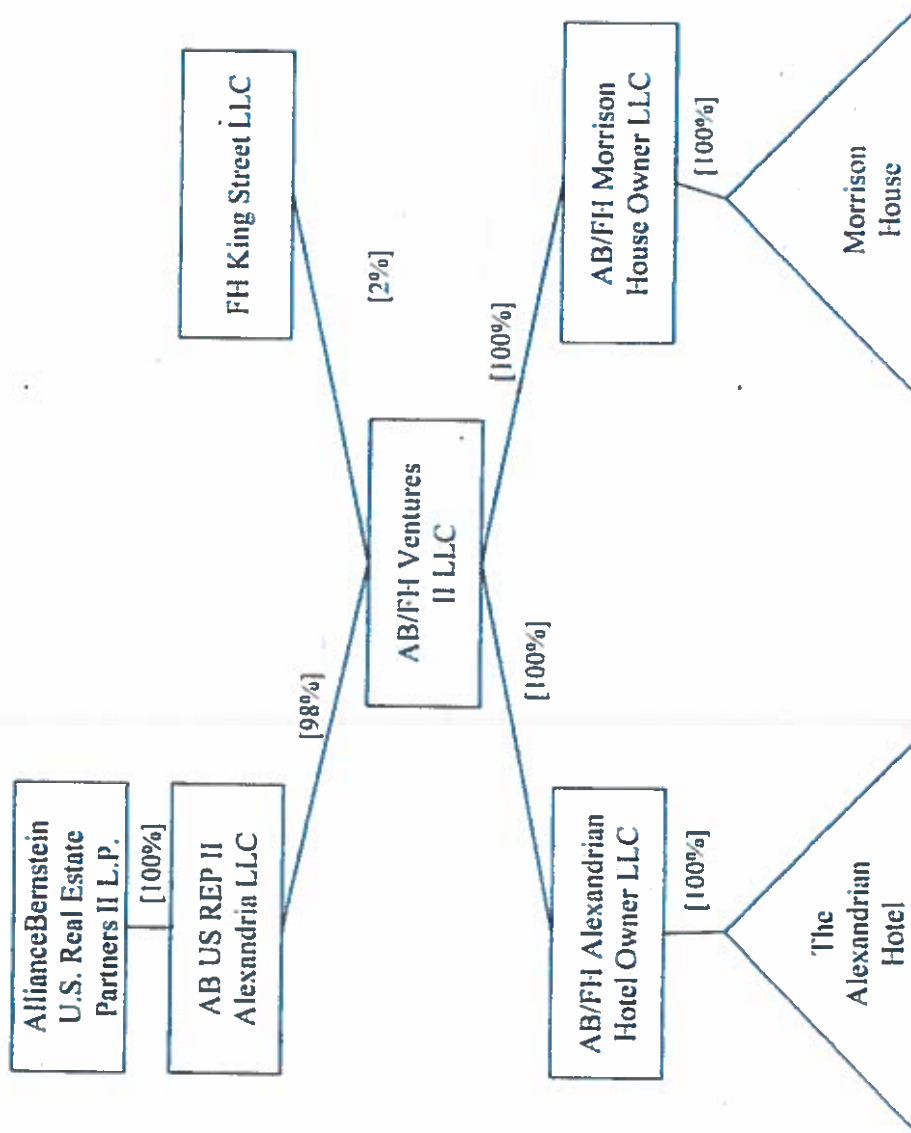 AllianceBernstein
U.S. Real Estate
Partners II L.P.
[100%]
AB US REP II
Alexandria LLC
FH King Street LLC
[98%]
[2%]
AB/FH Ventures
II LLC
[100%]
[100%]
AB/FH Alexandrian
Hotel Owner LLC
AB/FH Morrison
House Owner LLC
[100%]
[100%]
The
Alexandrian
Hotel
Morrison
House